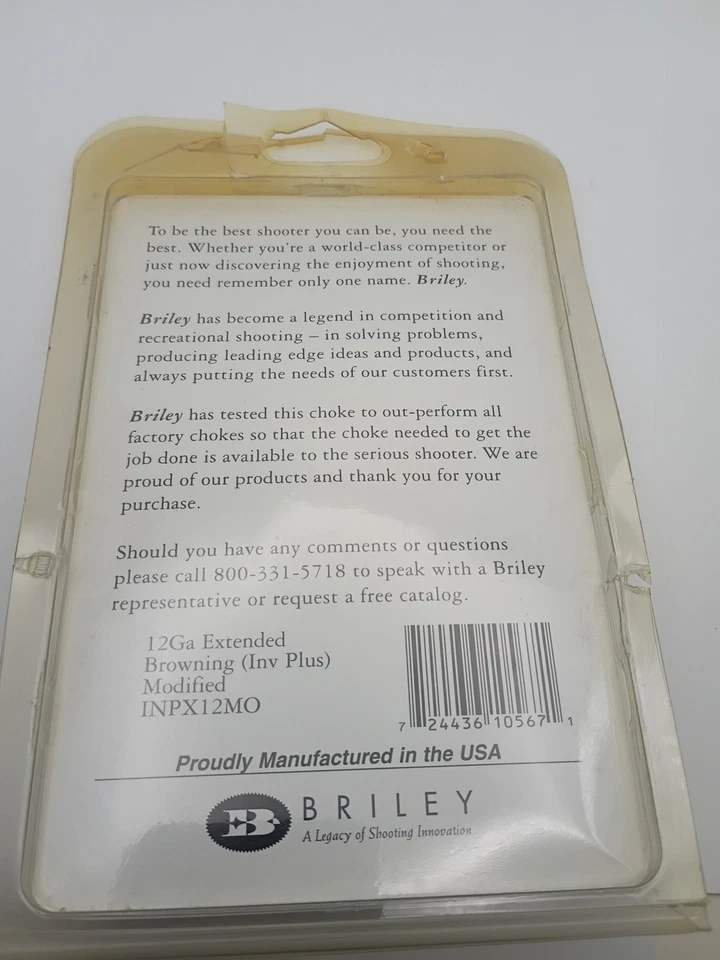 To be the best shooter you can be, you need the
best. Whether you're a world-class competitor or
just now discovering the enjoyment of shooting,
you need remember only one name. Briley.
Briley has become a legend in competition and
recreational shooting – in solving problems,
producing leading edge ideas and products, and
always putting the needs of our customers first.
Briley has tested this choke to out-perform all
factory chokes so that the choke needed to get the
job done is available to the serious shooter. We are
proud of our products and thank you for your
purchase.
Should you have any comments or questions
please call 800-331-5718 to speak with a Briley
representative or request a free catalog.
12Ga Extended
Browning (Inv Plus)
Modified
INPX12MO
7 24436 10567 1
Proudly Manufactured in the USA
B BRILEY
A Legacy of Shooting Innovation